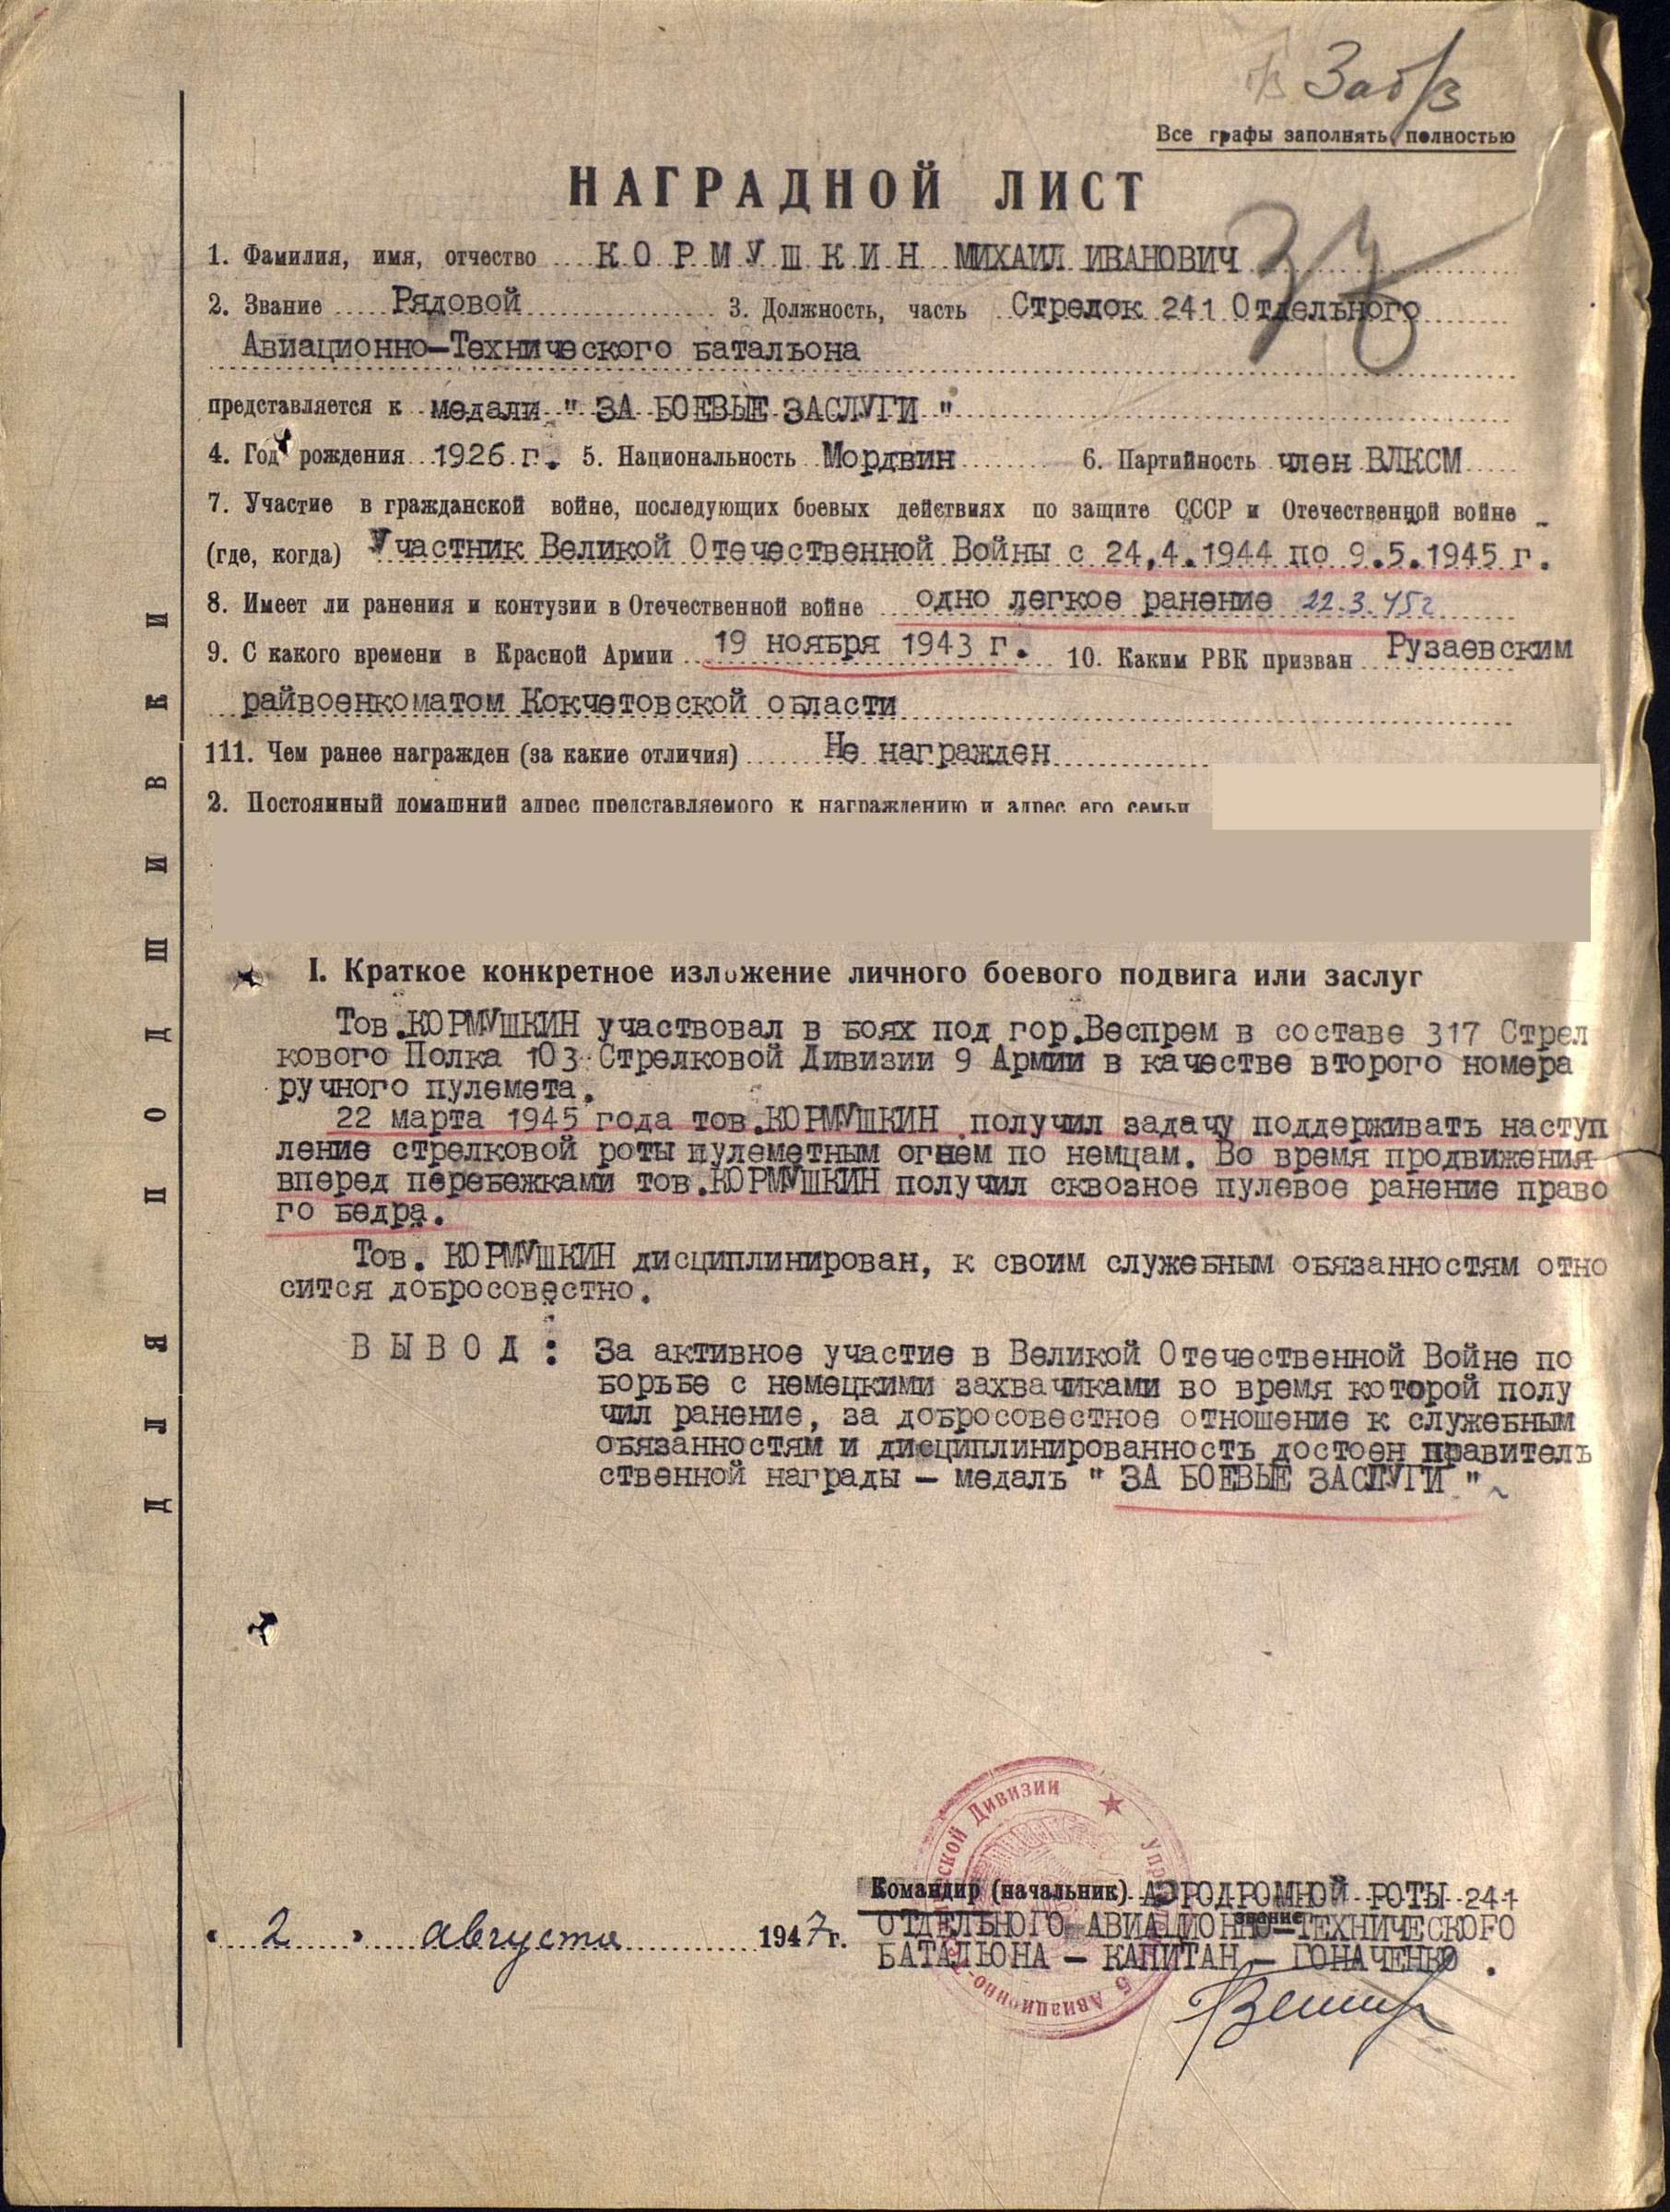 Все графы заполнять полностью
НАГРАДНОЙ ЛИСТ
1. Фамилия, имя, отчество КОРМУШКИН МИХАИЛ ИВАНОВИЧ
2. Звание Рядовой 3. Должность, часть Стрелок 241 Отдельного
Авиационно-Технического батальона
представляется к медали " ЗА БОЕВЫЕ ЗАСЛУГИ "
4. Год рождения 1926 г. 5. Национальность Мордвин 6. Партийность член ВЛКСМ
7. Участие в гражданской войне, последующих боевых действиях по защите СССР и Отечественной войне
(где, когда) Участник Великой Отечественной Войны с 24.4.1944 по 9.5.1945 г.
8. Имеет ли ранения и контузии в Отечественной войне одно легкое ранение 22.3.45г
9. С какого времени в Красной Армии 19 ноября 1943 г. 10. Каким РВК призван Рузаевским
райвоенкоматом Кокчетовской области
111. Чем ранее награжден (за какие отличия) Не награжден
2. Постоянный домашний адрес представляемого к награждению и адрес его семьи
I. Краткое конкретное изложение личного боевого подвига или заслуг
Тов.КОРМУШКИН участвовал в боях под гор.Веспрем в составе 317 Стрел
кового Полка 103 Стрелковой Дивизии 9 Армии в качестве второго номера
ручного пулемета.
22 марта 1945 года тов.КОРМУШКИН получил задачу поддерживать наступ
ление стрелковой роты пулеметным огнем по немцам. Во время продвижения
вперед перебежками тов.КОРМУШКИН получил сквозное пулевое ранение право
го бедра.
Тов. КОРМУШКИН дисциплинирован, к своим служебным обязанностям отно
сится добросовестно.
ВЫВОД: За активное участие в Великой Отечественной Войне по
борьбе с немецкими захвачиками во время которой полу
чил ранение, за добросовестное отношение к служебным
обязанностям и дисциплинированность достоен правитель
ственной награды - медаль " ЗА БОЕВЫЕ ЗАСЛУГИ "
Командир (начальник) АЭРОДРОМНОЙ РОТЫ 241
ОТДЕЛЬНОГО АВИАЦИОННО-ТЕХНИЧЕСКОГО
звание
БАТАЛЬОНА - КАПИТАН - ГОНАЧЕНКО .
" 2 " августа 1947г.
6 Авиационно- ской Дивизии
ДЛЯ ПОДШИВКИ